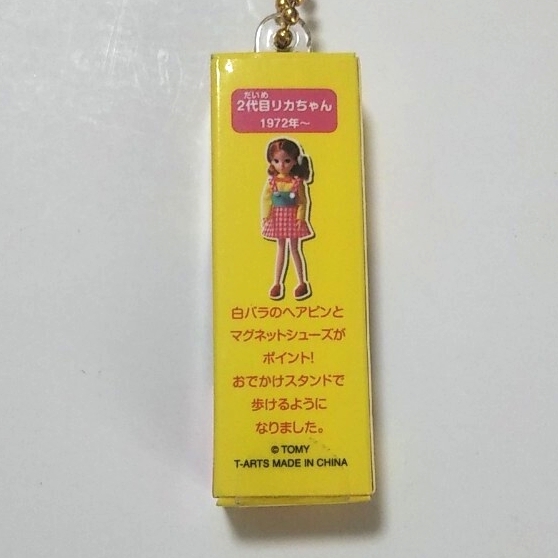 だいめ
2代目リカちゃん
1972年~
白バラのヘアピンと
マグネットシューズが
ポイント!
おでかけスタンドで
歩けるように
なりました。
© TOMY
T-ARTS MADE IN CHINA